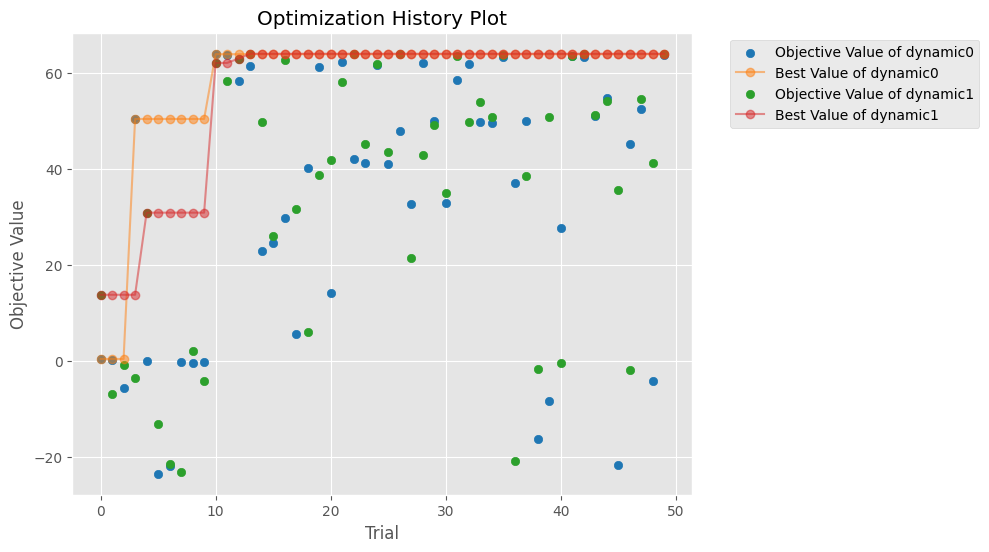 Optimization History Plot
Objective Value
60
40
20
0
−20
0 10 20 30 40 50
Trial
Objective Value of dynamic0
Best Value of dynamic0
Objective Value of dynamic1
Best Value of dynamic1